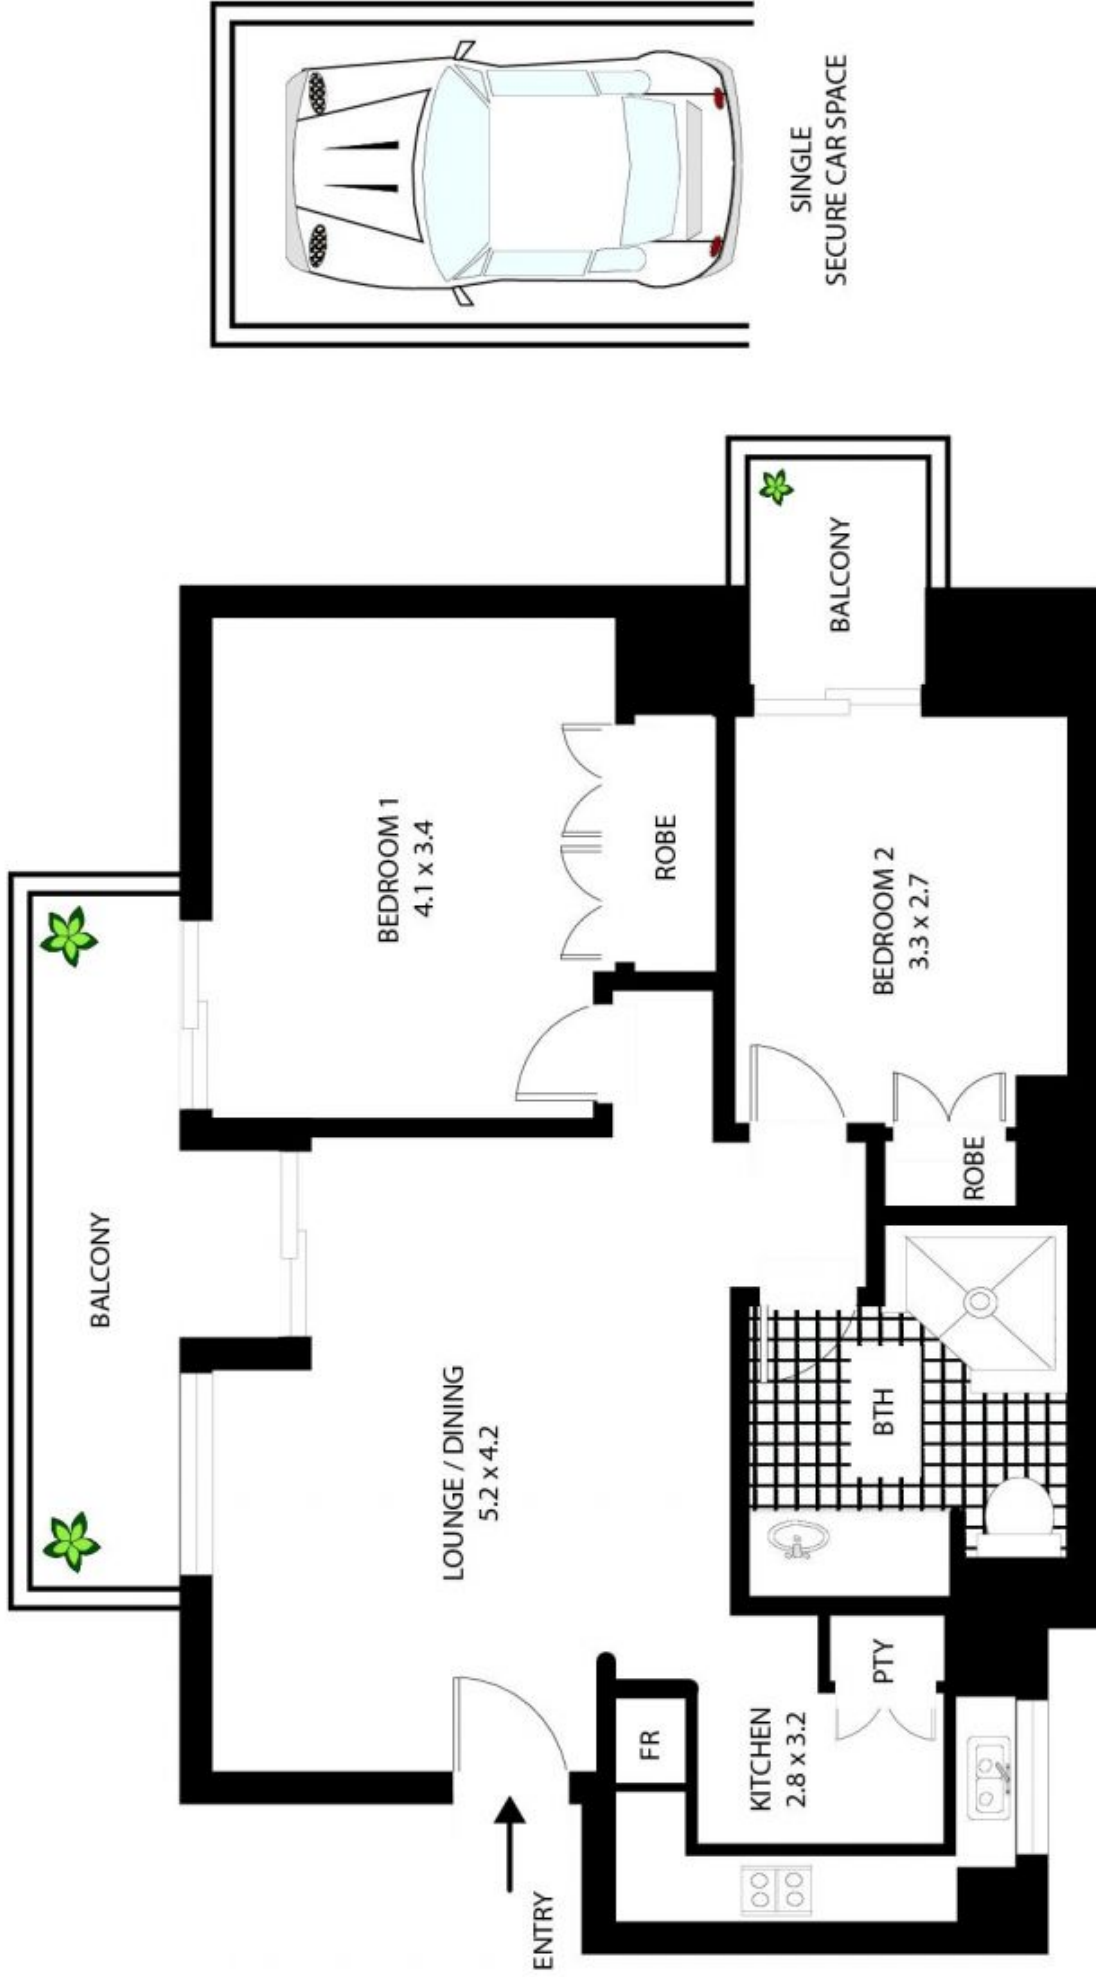 SINGLE
SECURE CAR SPACE
BALCONY
BEDROOM 1
4.1 x 3.4
ROBE
BALCONY
BEDROOM 2
3.3 x 2.7
ROBE
BALCONY
LOUNGE / DINING
5.2 x 4.2
BTH
PTY
FR
KITCHEN
2.8 x 3.2
ENTRY